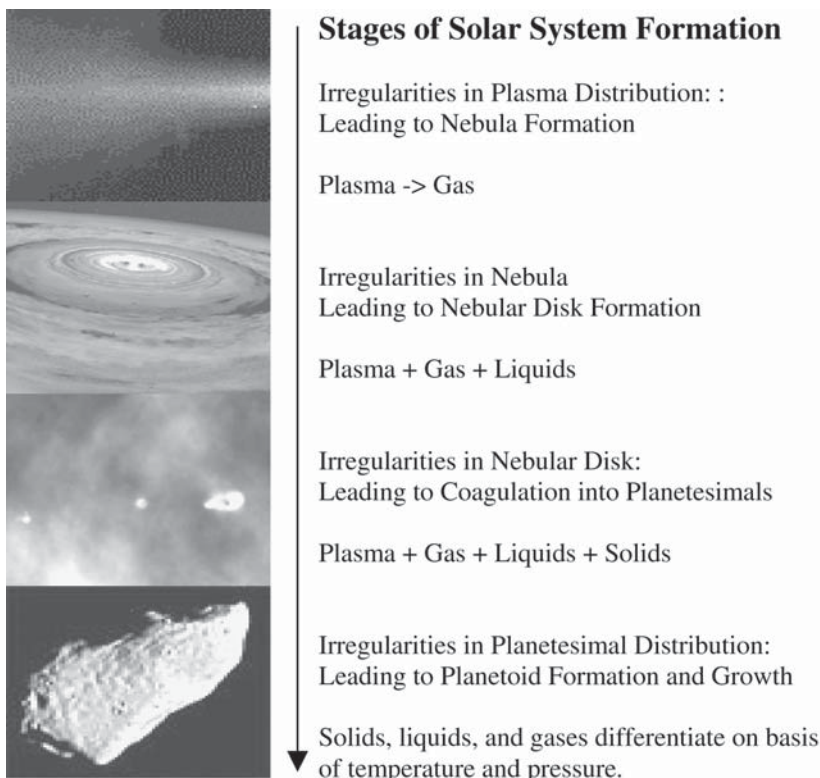 Stages of Solar System Formation
Irregularities in Plasma Distribution: :
Leading to Nebula Formation
Plasma -> Gas
Irregularities in Nebula
Leading to Nebular Disk Formation
Plasma + Gas + Liquids
Irregularities in Nebular Disk:
Leading to Coagulation into Planetesimals
Plasma + Gas + Liquids + Solids
Irregularities in Planetesimal Distribution:
Leading to Planetoid Formation and Growth
Solids, liquids, and gases differentiate on basis
of temperature and pressure.